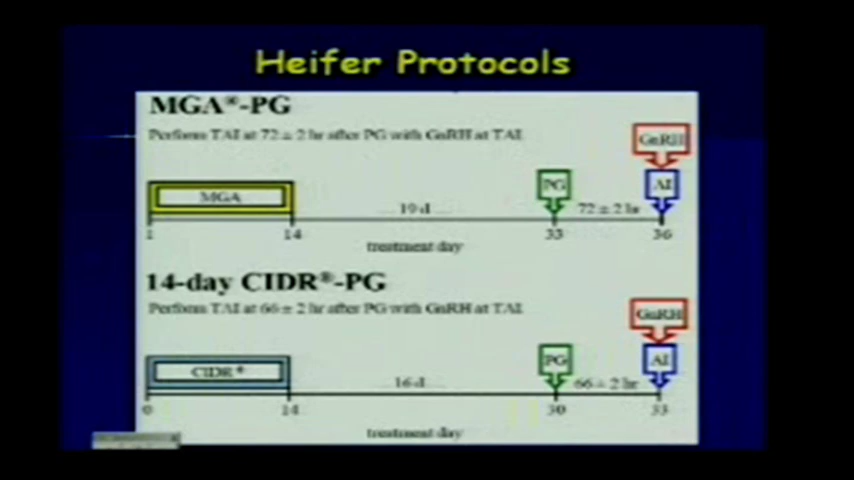 Heifer Protocols
MGA®-PG
Perform TAI at 72 ± 2 hr after PG with GnRH at TAI
GnRH
MGA
PG
AI
19 d
72 ± 2 hr
1
14
33
36
treatment day
14-day CIDR®-PG
Perform TAI at 66 ± 2 hr after PG with GnRH at TAI
GnRH
CIDR®
PG
AI
16 d
66 ± 2 hr
0
14
30
33
treatment day